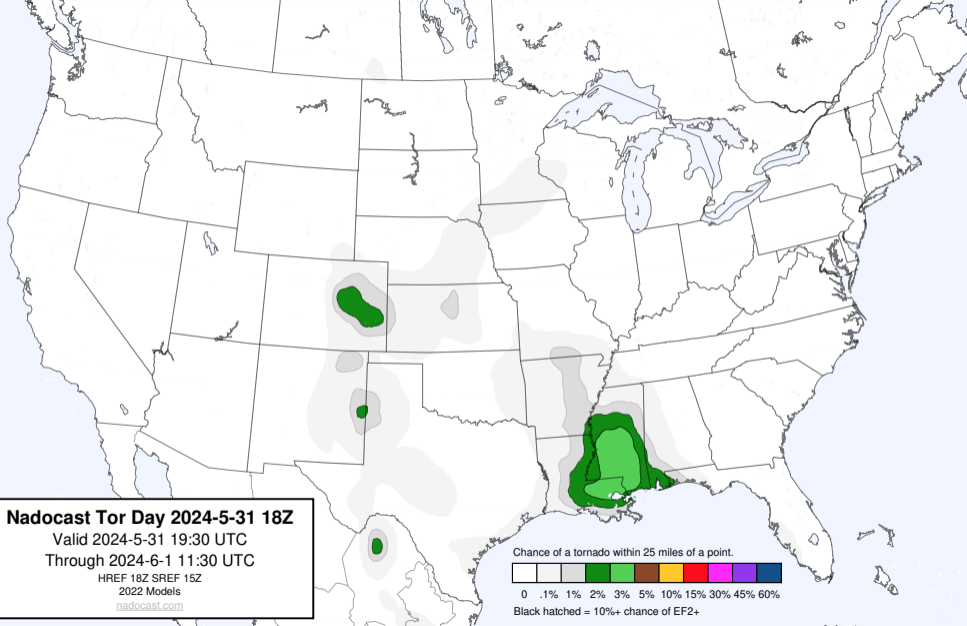 Nadocast Tor Day 2024-5-31 18Z
Valid 2024-5-31 19:30 UTC
Through 2024-6-1 11:30 UTC
HREF 18Z SREF 15Z
2022 Models
nadocast.com
Chance of a tornado within 25 miles of a point.
0 .1% 1% 2% 3% 5% 10% 15% 30% 45% 60%
Black hatched = 10%+ chance of EF2+